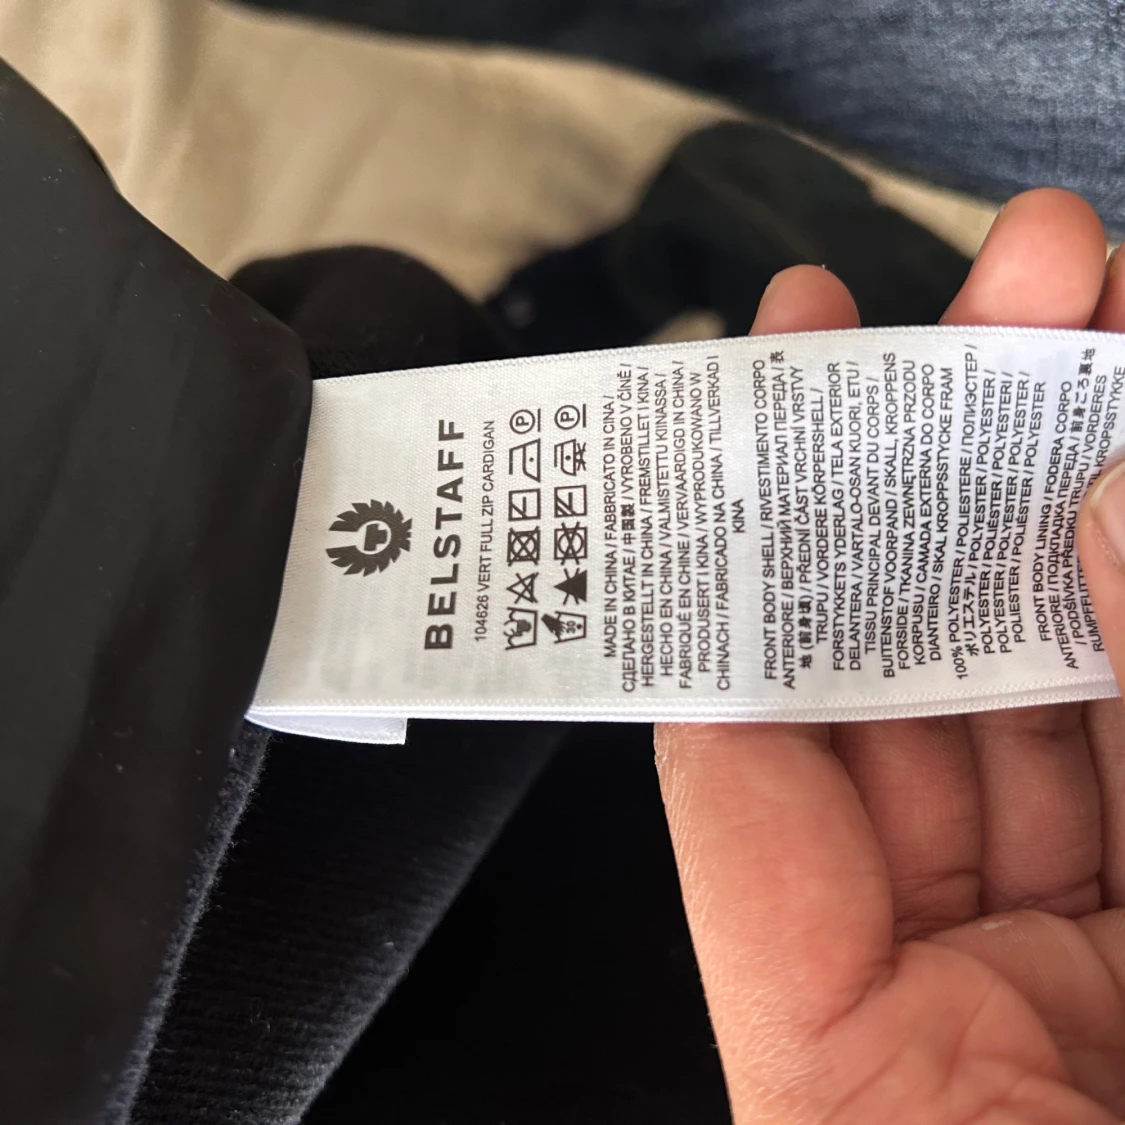 BELSTAFF
104626 VERT FULL ZIP CARDIGAN
P
P
30
MADE IN CHINA / FABBRICATO IN CINA /
СДЕЛАНО В КИТАЕ / 中国製 / VYROBENO V ČÍNĚ /
HERGESTELLT IN CHINA / FREMSTILLET I KINA /
HECHO EN CHINA / VALMISTETTU KIINASSA /
FABRIQUÉ EN CHINE / VERVAARDIGD IN CHINA /
PRODUSERT I KINA / WYPRODUKOWANO W
CHINACH / FABRICADO NA CHINA / TILLVERKAD I
KINA
FRONT BODY SHELL / RIVESTIMENTO CORPO
ANTERIORE / ВЕРХНИЙ МАТЕРИАЛ ПЕРЕДА / 表
地 (前身頃) / PŘEDNÍ ČÁST VRCHNÍ VRSTVY
TRUPU / VORDERE KÖRPERSHELL /
FORSTYKKETS YDERLAG / TELA EXTERIOR
DELANTERA / VARTALO-OSAN KUORI, ETU /
TISSU PRINCIPAL DEVANT DU CORPS /
BUITENSTOF VOORPAND / SKALL, KROPPENS
FORSIDE / TKANINA ZEWNĘTRZNA PRZODU
KORPUSU / CAMADA EXTERNA DO CORPO
DIANTEIRO / SKAL KROPPSSTYCKE FRAM
100% POLYESTER / POLIESTERE / ПОЛИЭСТЕР /
ポリエステル / POLYESTER / POLYESTER /
POLYESTER / POLIÉSTER / POLYESTERI /
POLYESTER / POLYESTER / POLYESTER /
POLIESTER / POLIÉSTER / POLYESTER
FRONT BODY LINING / FODERA CORPO
ANTERIORE / ПОДКЛАДКА ПЕРЕДА / 前身ごろ裏地
/ PODŠÍVKA PŘEDKU TRUPU / VORDERES
KROPSSTYKKE